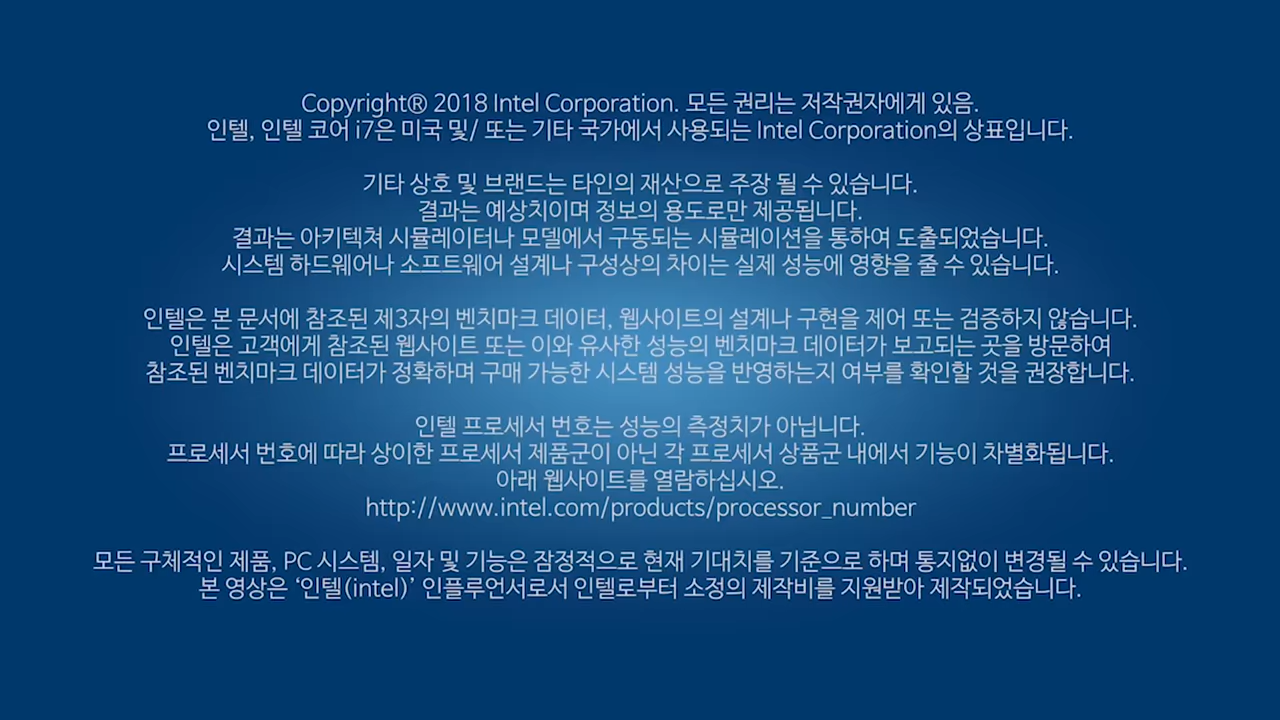 Copyright® 2018 Intel Corporation. 모든 권리는 저작권자에게 있음.
인텔, 인텔 코어 i7은 미국 및/ 또는 기타 국가에서 사용되는 Intel Corporation의 상표입니다.
기타 상호 및 브랜드는 타인의 재산으로 주장 될 수 있습니다.
결과는 예상치이며 정보의 용도로만 제공됩니다.
결과는 아키텍쳐 시뮬레이터나 모델에서 구동되는 시뮬레이션을 통하여 도출되었습니다.
시스템 하드웨어나 소프트웨어 설계나 구성상의 차이는 실제 성능에 영향을 줄 수 있습니다.
인텔은 본 문서에 참조된 제3자의 벤치마크 데이터, 웹사이트의 설계나 구현을 제어 또는 검증하지 않습니다.
인텔은 고객에게 참조된 웹사이트 또는 이와 유사한 성능의 벤치마크 데이터가 보고되는 곳을 방문하여
참조된 벤치마크 데이터가 정확하며 구매 가능한 시스템 성능을 반영하는지 여부를 확인할 것을 권장합니다.
인텔 프로세서 번호는 성능의 측정치가 아닙니다.
프로세서 번호에 따라 상이한 프로세서 제품군이 아닌 각 프로세서 상품군 내에서 기능이 차별화됩니다.
아래 웹사이트를 열람하십시오.
http://www.intel.com/products/processor_number
모든 구체적인 제품, PC 시스템, 일자 및 기능은 잠정적으로 현재 기대치를 기준으로 하며 통지없이 변경될 수 있습니다.
본 영상은 ‘인텔(intel)’ 인플루언서로서 인텔로부터 소정의 제작비를 지원받아 제작되었습니다.